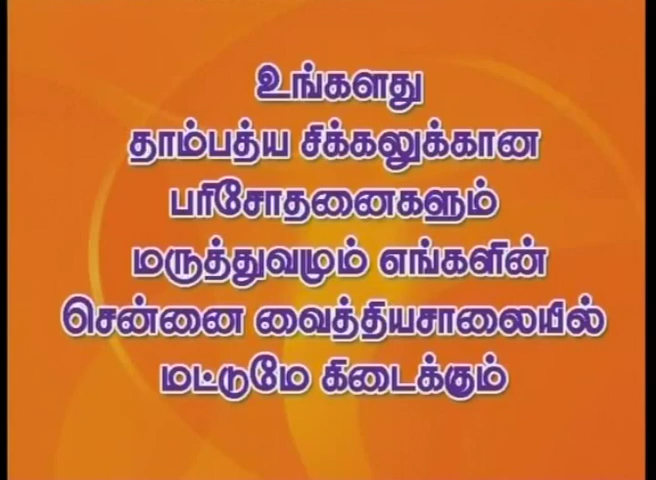 உங்களது
தாம்பத்ய சிக்கலுக்கான
பரிசோதனைகளும்
மருத்துவமும் எங்களின்
சென்னை வைத்தியசாலையில்
மட்டுமே கிடைக்கும்